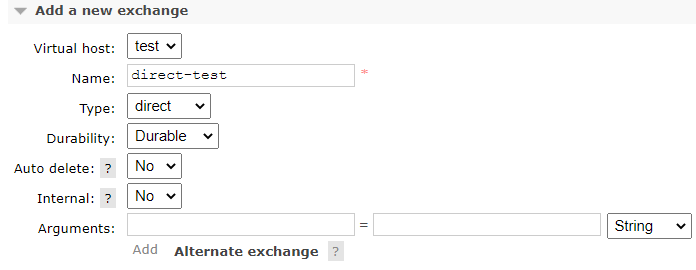 Add a new exchange
Virtual host: test
Name: direct-test *
Type: direct
Durability: Durable
Auto delete: ? No
Internal: ? No
Arguments: = String
Add Alternate exchange ?